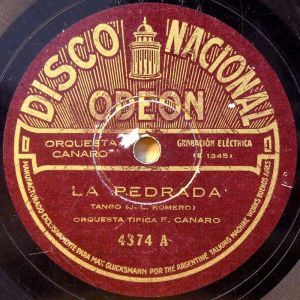 DISCO NACIONAL
ODEON
ORQUESTA
CANARO
GRABACIÓN ELÉCTRICA
(E 1345)
LA PEDRADA
TANGO (J. L. ROMERO)
ORQUESTA TIPICA F. CANARO
4374 A
MANUFACTURADO EXCLUSIVAMENTE PARA MAX GLÜCKSMANN POR THE ARGENTINE TALKING MACHINE WORKS BUENOS AIRES